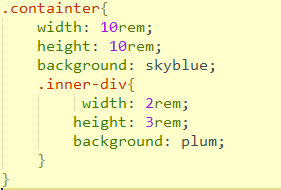 .containter{
width: 10rem;
height: 10rem;
background: skyblue;
.inner-div{
width: 2rem;
height: 3rem;
background: plum;
}
}